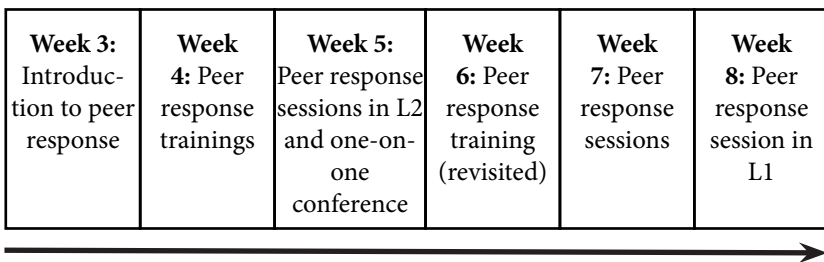 Week 3:
Introduc-
tion to peer
response
Week
4: Peer
response
trainings
Week 5:
Peer response
sessions in L2
and one-on-
one
conference
Week
6: Peer
response
training
(revisited)
Week
7: Peer
response
sessions
Week
8: Peer
response
session in
L1